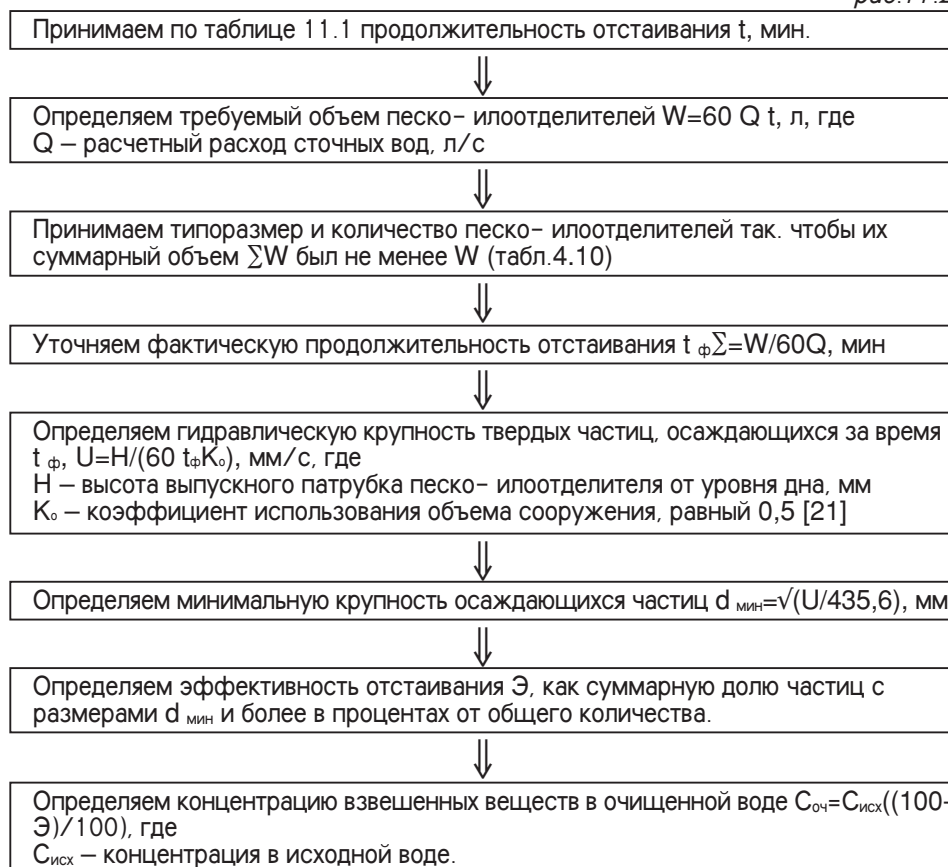 Принимаем по таблице 11.1 продолжительность отстаивания t, мин.
⇓
Определяем требуемый объем песко- илоотделителей W=60 Q t, л, где
Q – расчетный расход сточных вод, л/с
⇓
Принимаем типоразмер и количество песко- илоотделителей так. чтобы их
суммарный объем ∑W был не менее W (табл.4.10)
⇓
Уточняем фактическую продолжительность отстаивания t ф∑=W/60Q, мин
⇓
Определяем гидравлическую крупность твердых частиц, осаждающихся за время
t ф, U=H/(60 tфKо), мм/с, где
H – высота выпускного патрубка песко- илоотделителя от уровня дна, мм
Kо – коэффициент использования объема сооружения, равный 0,5 [21]
⇓
Определяем минимальную крупность осаждающихся частиц d мин=√(U/435,6), мм
⇓
Определяем эффективность отстаивания Э, как суммарную долю частиц с
размерами d мин и более в процентах от общего количества.
⇓
Определяем концентрацию взвешенных веществ в очищенной воде Cоч=Cисх((100-
Э)/100), где
Cисх – концентрация в исходной воде.